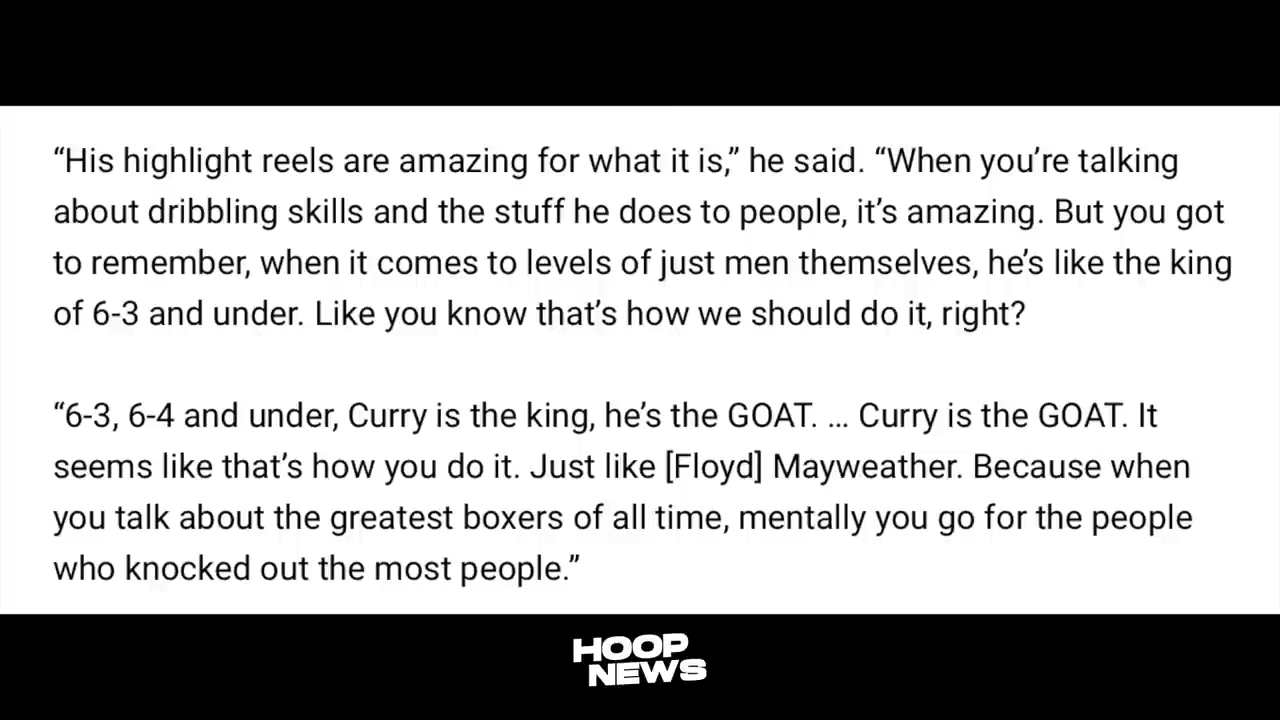 “His highlight reels are amazing for what it is,” he said. “When you’re talking
about dribbling skills and the stuff he does to people, it’s amazing. But you got
to remember, when it comes to levels of just men themselves, he’s like the king
of 6-3 and under. Like you know that’s how we should do it, right?
“6-3, 6-4 and under, Curry is the king, he’s the GOAT. … Curry is the GOAT. It
seems like that’s how you do it. Just like [Floyd] Mayweather. Because when
you talk about the greatest boxers of all time, mentally you go for the people
who knocked out the most people.”
HOOP
NEWS